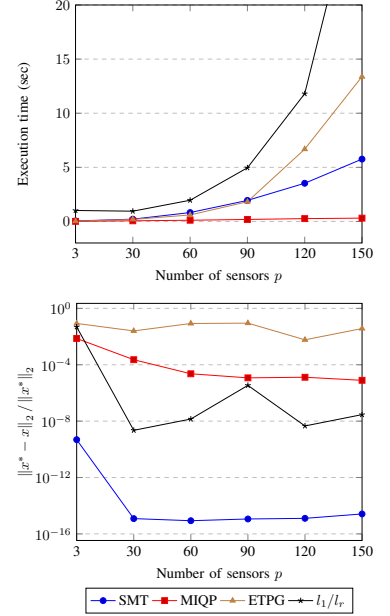 20
15
10
5
0
Execution time (sec)
3 30 60 90 120 150
Number of sensors p
10⁰
10⁻⁴
10⁻⁸
10⁻¹²
10⁻¹⁶
‖x* − x‖₂ / ‖x*‖₂
3 30 60 90 120 150
Number of sensors p
SMT MIQP ETPG l₁/lᵣ